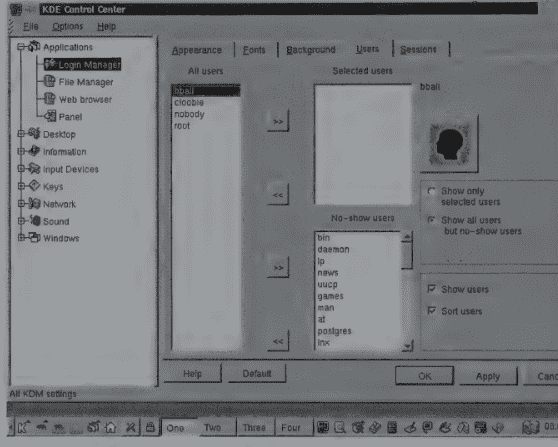 KDE Control Center
File Options Help
Applications
Login Manager
File Manager
Web browser
Panel
Desktop
Information
Input Devices
Keys
Network
Sound
Windows
Appearance Fonts Background Users Sessions
All users
bball
cloobie
nobody
root
>>
<<
>>
<<
Selected users
No-show users
bin
daemon
lp
news
uucp
games
man
at
postgres
lnx
bball
Show only
selected users
Show all users
but no-show users
Show users
Sort users
Help Default OK Apply
All KDM settings
One Two Three Four